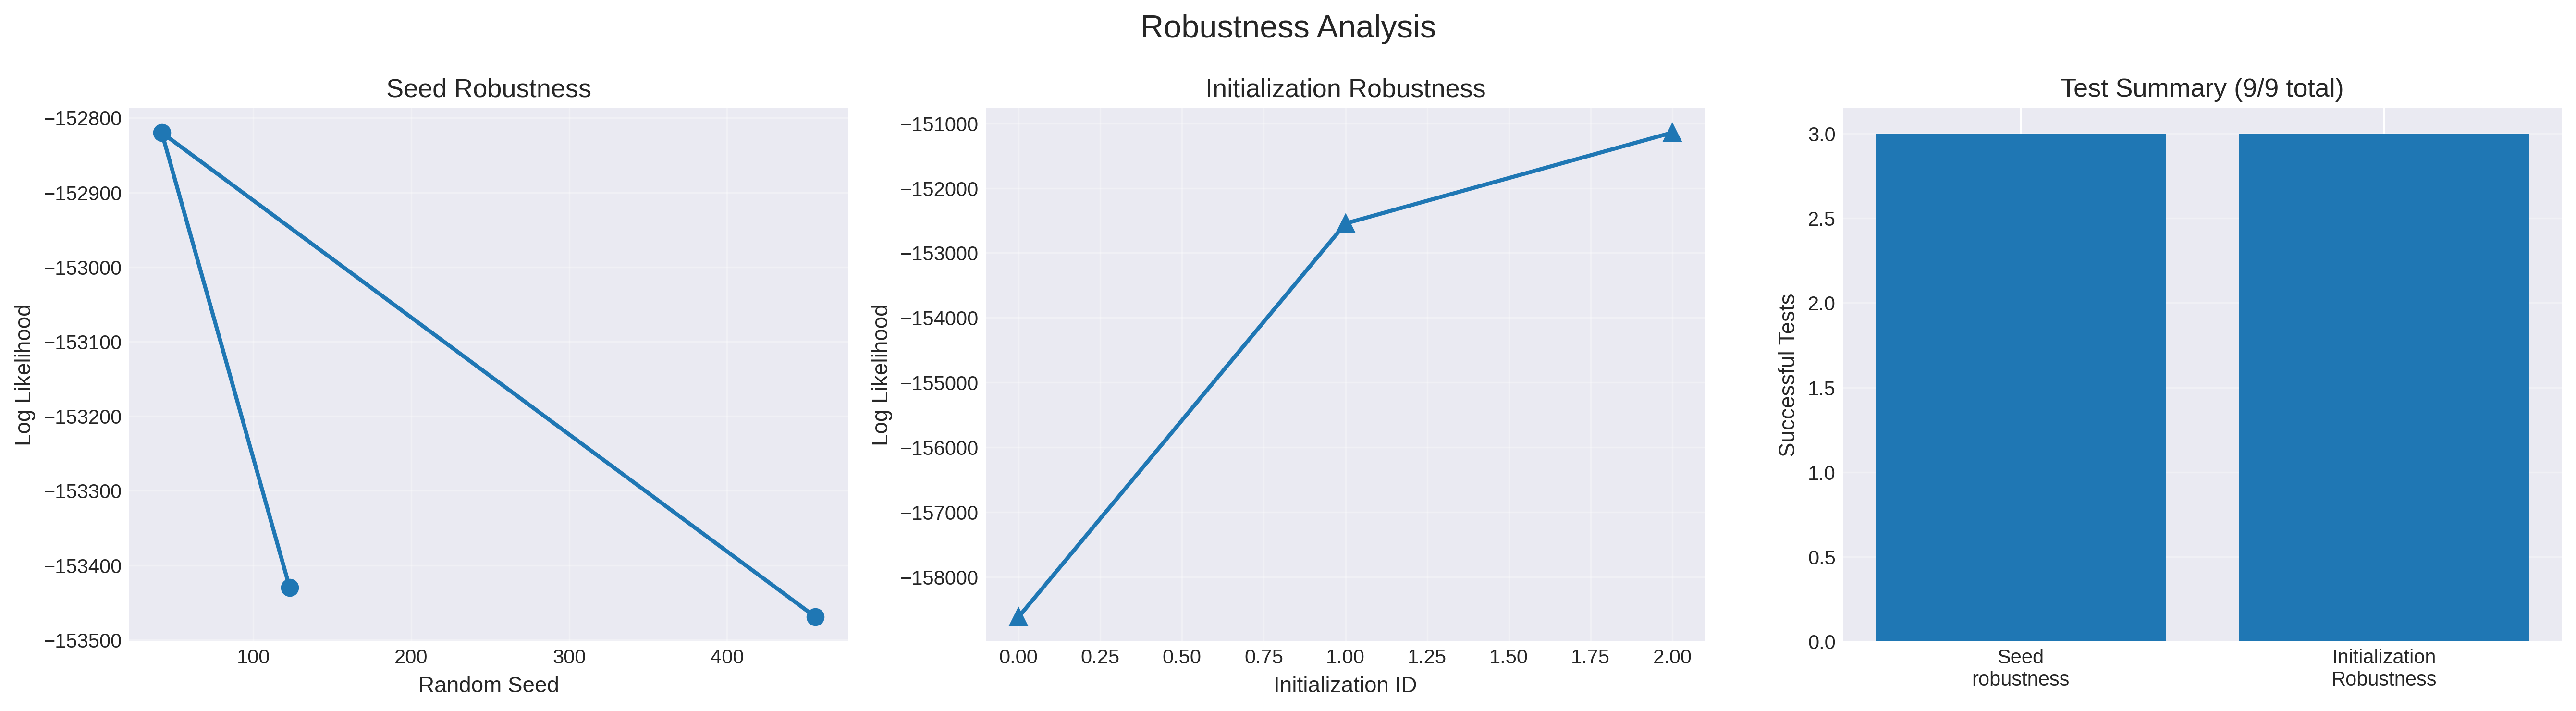 Robustness Analysis
Seed Robustness
Log Likelihood
−152800
−152900
−153000
−153100
−153200
−153300
−153400
−153500
100 200 300 400
Random Seed
Initialization Robustness
Log Likelihood
−151000
−152000
−153000
−154000
−155000
−156000
−157000
−158000
0.00 0.25 0.50 0.75 1.00 1.25 1.50 1.75 2.00
Initialization ID
Test Summary (9/9 total)
Successful Tests
3.0
2.5
2.0
1.5
1.0
0.5
0.0
Seed
robustness
Initialization
Robustness